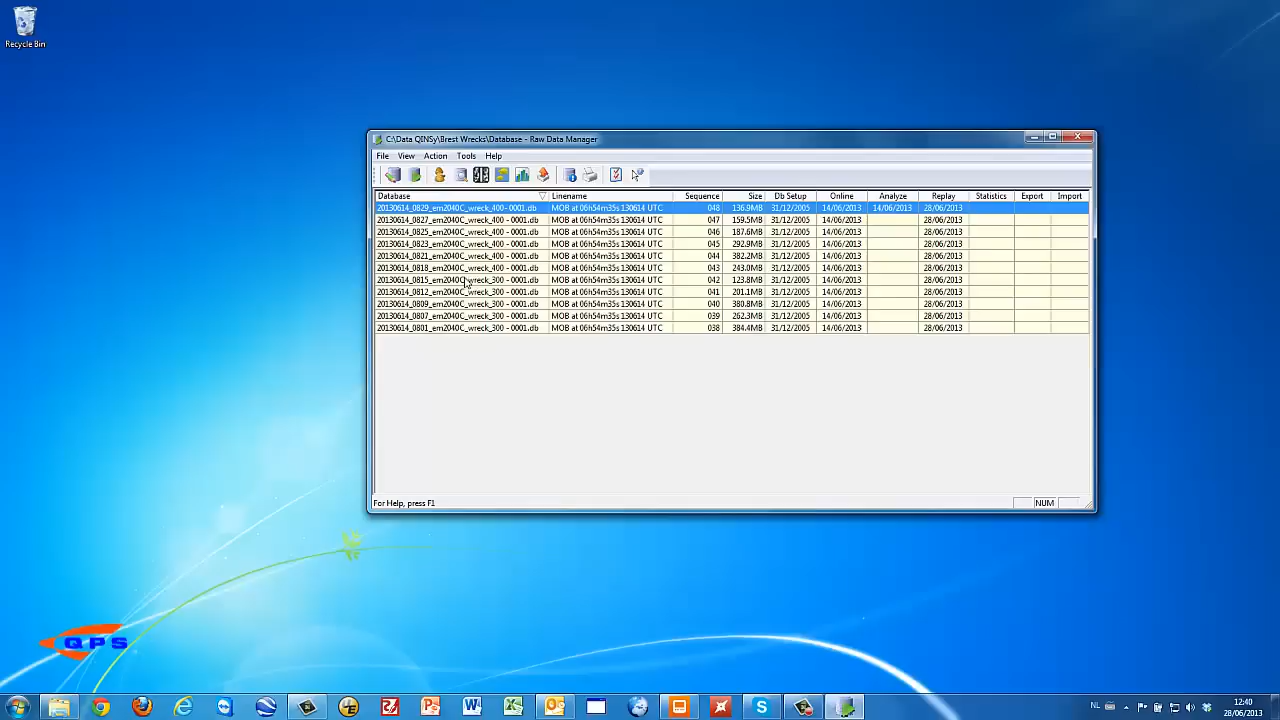 Recycle Bin
C:\Data QINSy\Brest Wrecks\Database - Raw Data Manager
File View Action Tools Help
Database Linename Sequence Size Db Setup Online Analyze Replay Statistics Export Import
20130614_0829_em2040C_wreck_400- 0001.db MOB at 06h54m35s 130614 UTC 048 136.9MB 31/12/2005 14/06/2013 14/06/2013 28/06/2013
20130614_0827_em2040C_wreck_400 - 0001.db MOB at 06h54m35s 130614 UTC 047 159.5MB 31/12/2005 14/06/2013 28/06/2013
20130614_0825_em2040C_wreck_400 - 0001.db MOB at 06h54m35s 130614 UTC 046 187.6MB 31/12/2005 14/06/2013 28/06/2013
20130614_0823_em2040C_wreck_400 - 0001.db MOB at 06h54m35s 130614 UTC 045 292.9MB 31/12/2005 14/06/2013 28/06/2013
20130614_0821_em2040C_wreck_400 - 0001.db MOB at 06h54m35s 130614 UTC 044 382.2MB 31/12/2005 14/06/2013 28/06/2013
20130614_0818_em2040C_wreck_400 - 0001.db MOB at 06h54m35s 130614 UTC 043 243.0MB 31/12/2005 14/06/2013 28/06/2013
20130614_0815_em2040C_wreck_300 - 0001.db MOB at 06h54m35s 130614 UTC 042 123.8MB 31/12/2005 14/06/2013 28/06/2013
20130614_0812_em2040C_wreck_300 - 0001.db MOB at 06h54m35s 130614 UTC 041 201.1MB 31/12/2005 14/06/2013 28/06/2013
20130614_0809_em2040C_wreck_300 - 0001.db MOB at 06h54m35s 130614 UTC 040 380.8MB 31/12/2005 14/06/2013 28/06/2013
20130614_0807_em2040C_wreck_300 - 0001.db MOB at 06h54m35s 130614 UTC 039 262.3MB 31/12/2005 14/06/2013 28/06/2013
20130614_0801_em2040C_wreck_300 - 0001.db MOB at 06h54m35s 130614 UTC 038 384.4MB 31/12/2005 14/06/2013 28/06/2013
For Help, press F1 NUM
QPS
NL
12:40
28/06/2013